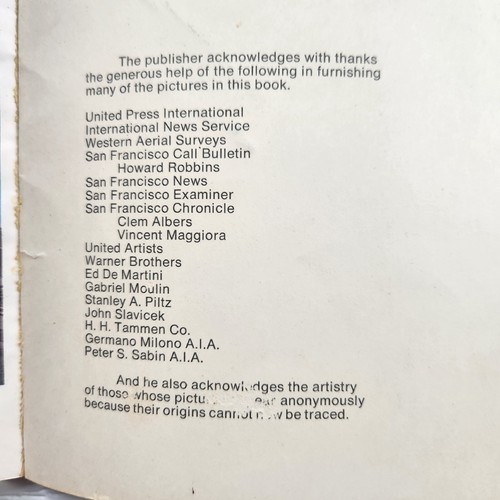 The publisher acknowledges with thanks
the generous help of the following in furnishing
many of the pictures in this book.
United Press International
International News Service
Western Aerial Surveys
San Francisco Call Bulletin
Howard Robbins
San Francisco News
San Francisco Examiner
San Francisco Chronicle
Clem Albers
Vincent Maggiora
United Artists
Warner Brothers
Ed De Martini
Gabriel Moulin
Stanley A. Piltz
John Slavicek
H. H. Tammen Co.
Germano Milono A.I.A.
Peter S. Sabin A.I.A.
And he also acknowledges the artistry
of those whose anonymously
because their origins cannot now be traced.